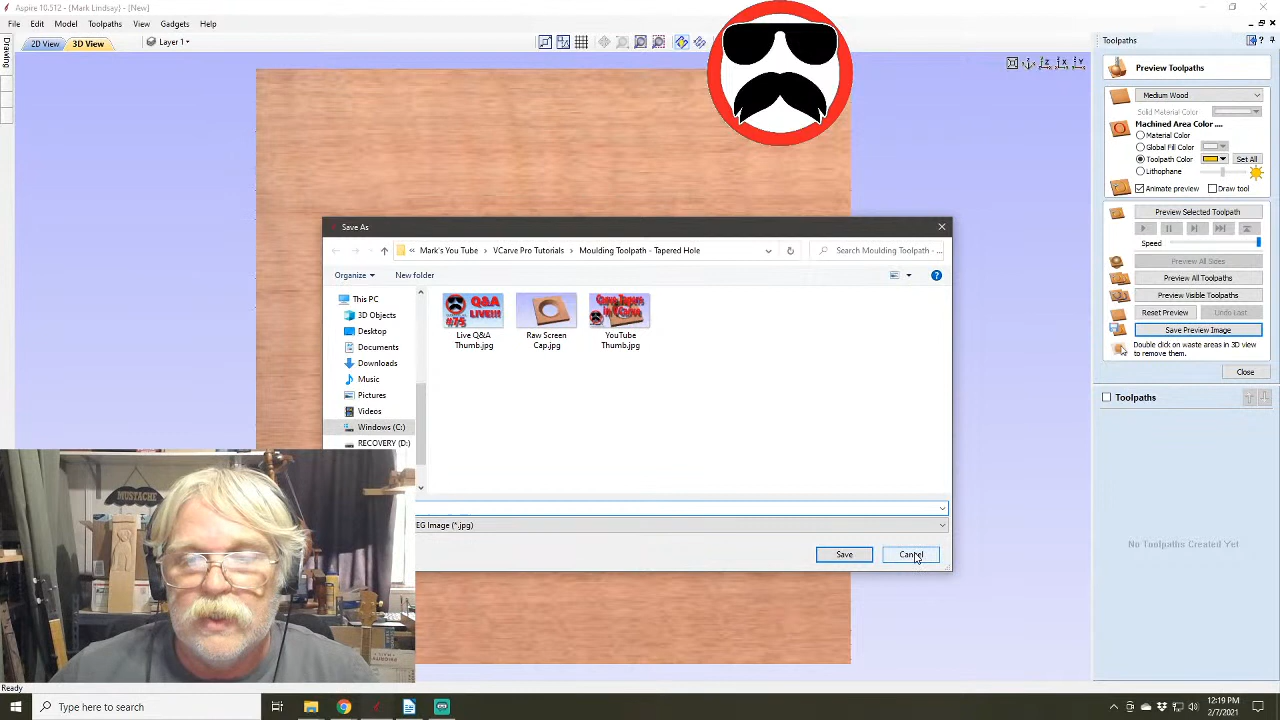 Aspire 10.512 - [Mark Lindsay] - [New]
File Model Toolpaths View Gadgets Help
2D View 3D View Layer 1
Toolpaths
Drawing
Preview Toolpaths
Medium Wood
Solid Material Color
Machined Area Color ....
Material Color
Global Fill Color
Toolpath Color Set All
Lithophane
Animate preview Draw tool
Preview Selected Toolpath
Speed
Preview All Sides
Preview All Toolpaths
Preview Visible Toolpaths
Reset Preview Undo Last
Save Preview Image
Double click on waste areas in 3D view
to remove them.
Close
Toolpaths
No Toolpaths Created Yet
Save As
« Mark's You Tube > VCarve Pro Tutorials > Moulding Toolpath - Tapered Hole
Search Moulding Toolpath - ...
Organize New folder
This PC
3D Objects
Desktop
Documents
Downloads
Music
Pictures
Videos
Windows (C:)
RECOVERY (D:)
Q&A
LIVE!!!
#75
Live Q&A
Thumb.jpg
Raw Screen
Cap.jpg
YouTube
Thumb.jpg
EG Image (*.jpg)
Save Cancel
MUSTACHE
PRIORITY
Ready
Type here to search
12:19 PM
2/7/2021